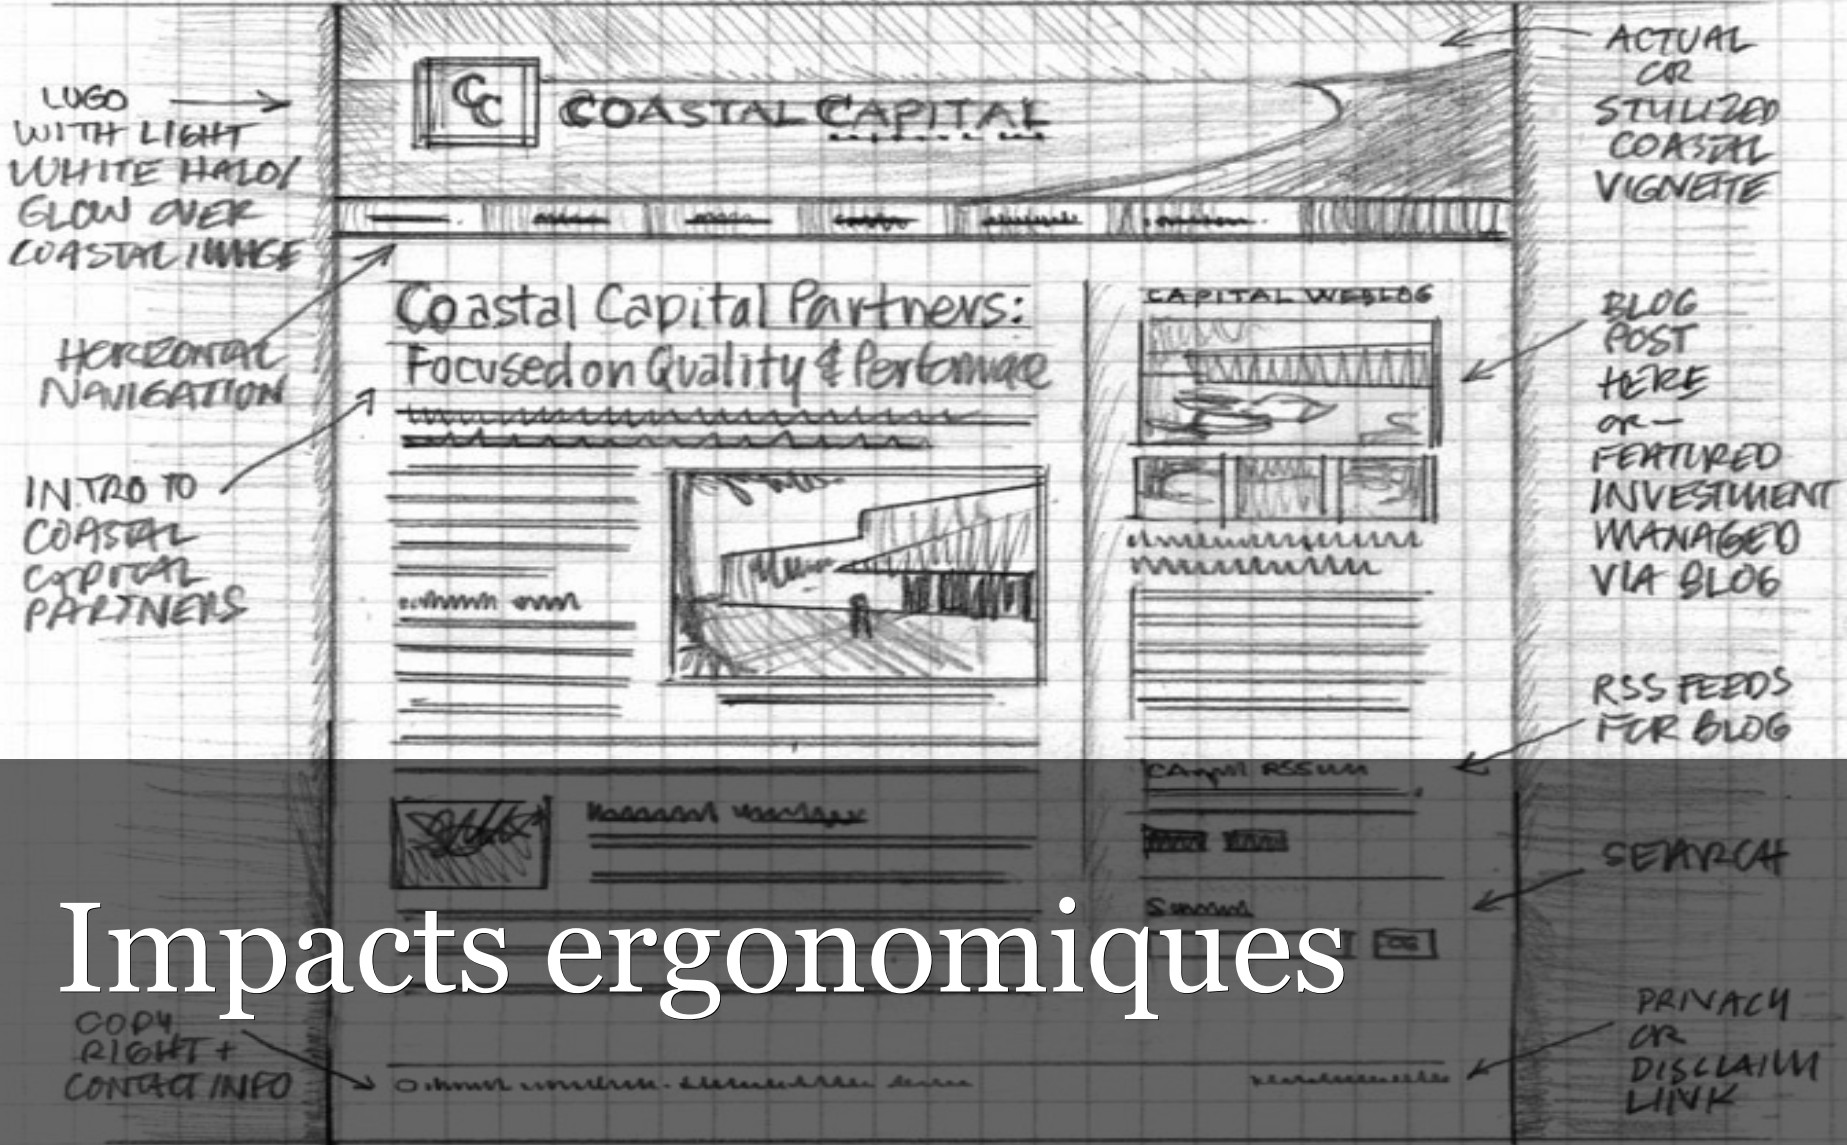 LOGO
WITH LIGHT
WHITE HALO/
GLOW OVER
COASTAL IMAGE
HORIZONTAL
NAVIGATION
INTRO TO
COASTAL
CAPITAL
PARTNERS
COPY
RIGHT +
CONTACT INFO
CC
COASTAL CAPITAL
Coastal Capital Partners:
Focused on Quality & Performance
CAPITAL WEBLOG
RSS
ACTUAL
OR
STYLIZED
COASTAL
VIGNETTE
BLOG
POST
HERE
OR —
FEATURED
INVESTMENT
MANAGED
VIA BLOG
RSS FEEDS
FOR BLOG
SEARCH
PRIVACY
OR
DISCLAIM
LINK
Impacts ergonomiques